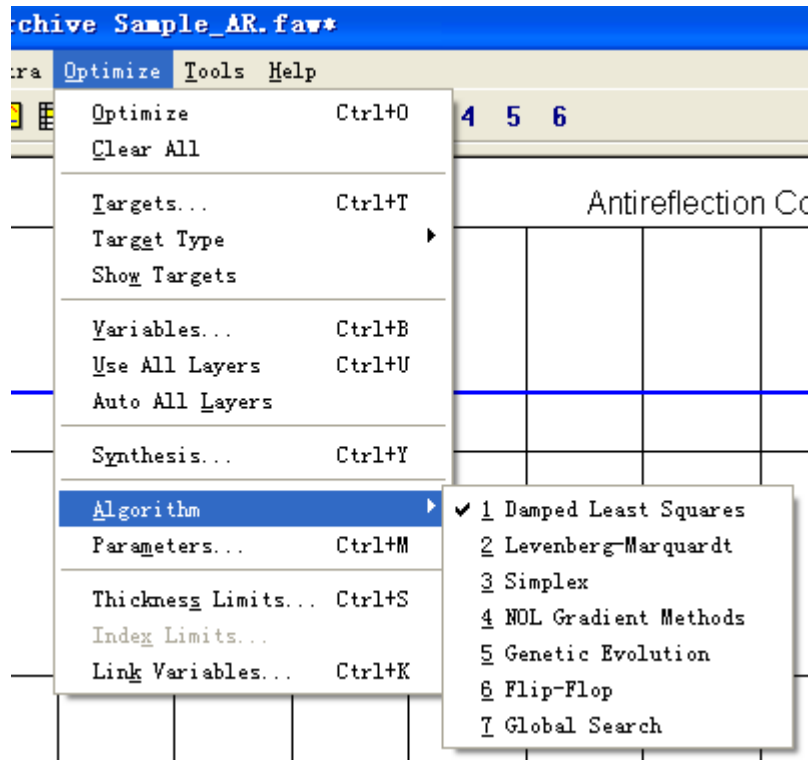 rchive Sample_AR.faw*
tra Optimize Tools Help
4 5 6
Optimize Ctrl+O
Clear All
Antireflection Co
Targets... Ctrl+T
Target Type
Show Targets
Variables... Ctrl+B
Use All Layers Ctrl+U
Auto All Layers
Synthesis... Ctrl+Y
Algorithm
Parameters... Ctrl+M
Thickness Limits... Ctrl+S
Index Limits...
Link Variables... Ctrl+K
1 Damped Least Squares
2 Levenberg-Marquardt
3 Simplex
4 NOL Gradient Methods
5 Genetic Evolution
6 Flip-Flop
7 Global Search